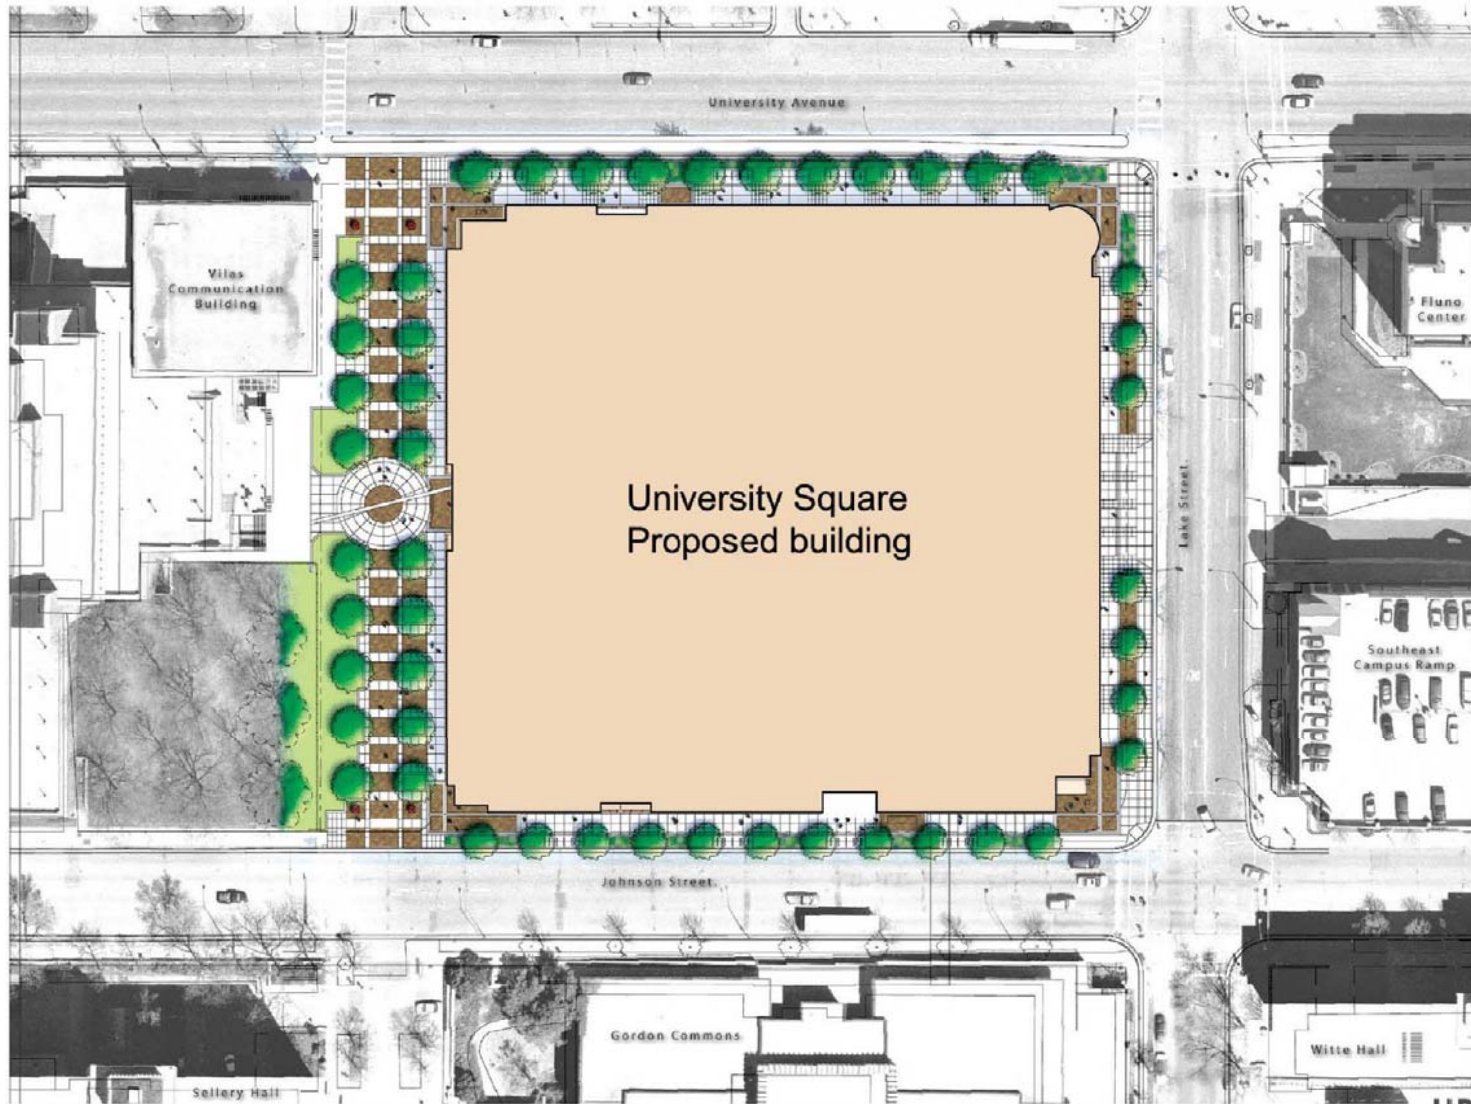 University Avenue
Vilas
Communication
Building
Fluno
Center
University Square
Proposed building
Lake Street.
Southeast
Campus Ramp
Johnson Street.
Gordon Commons
Witte Hall
Sellery Hall